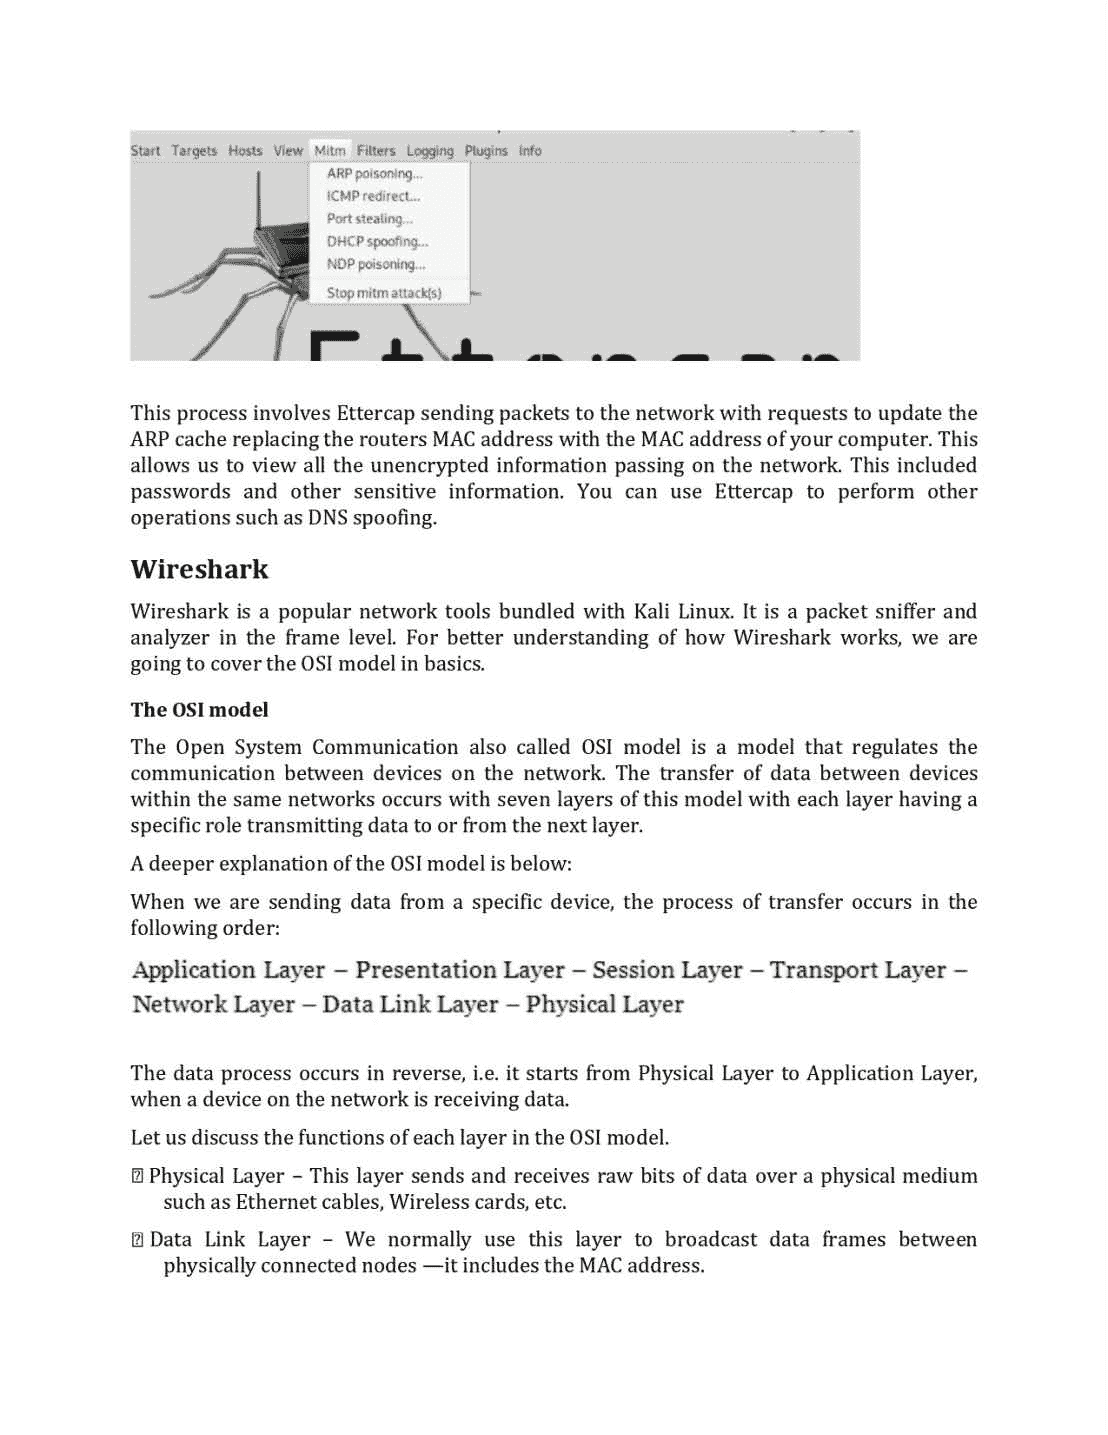 Start Targets Hosts View Mitm Filters Logging Plugins Info
ARP poisoning...
ICMP redirect...
Port stealing...
DHCP spoofing...
NDP poisoning...
Stop mitm attack(s)
This process involves Ettercap sending packets to the network with requests to update the
ARP cache replacing the routers MAC address with the MAC address of your computer. This
allows us to view all the unencrypted information passing on the network. This included
passwords and other sensitive information. You can use Ettercap to perform other
operations such as DNS spoofing.
Wireshark
Wireshark is a popular network tools bundled with Kali Linux. It is a packet sniffer and
analyzer in the frame level. For better understanding of how Wireshark works, we are
going to cover the OSI model in basics.
The OSI model
The Open System Communication also called OSI model is a model that regulates the
communication between devices on the network. The transfer of data between devices
within the same networks occurs with seven layers of this model with each layer having a
specific role transmitting data to or from the next layer.
A deeper explanation of the OSI model is below:
When we are sending data from a specific device, the process of transfer occurs in the
following order:
Application Layer – Presentation Layer – Session Layer – Transport Layer –
Network Layer – Data Link Layer – Physical Layer
The data process occurs in reverse, i.e. it starts from Physical Layer to Application Layer,
when a device on the network is receiving data.
Let us discuss the functions of each layer in the OSI model.
Physical Layer – This layer sends and receives raw bits of data over a physical medium
such as Ethernet cables, Wireless cards, etc.
Data Link Layer – We normally use this layer to broadcast data frames between
physically connected nodes —it includes the MAC address.